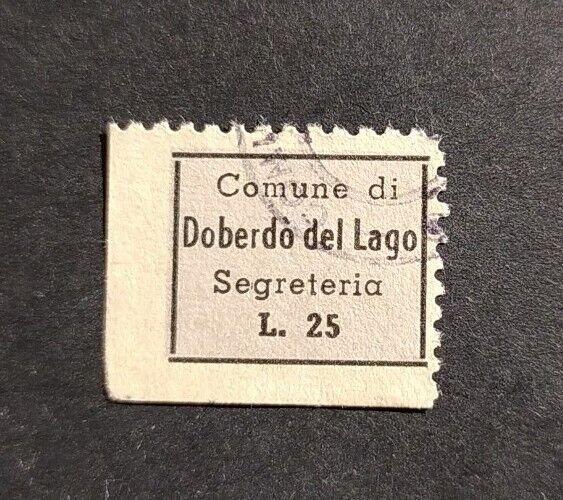 Comune di
Doberdò del Lago
Segreteria
L. 25